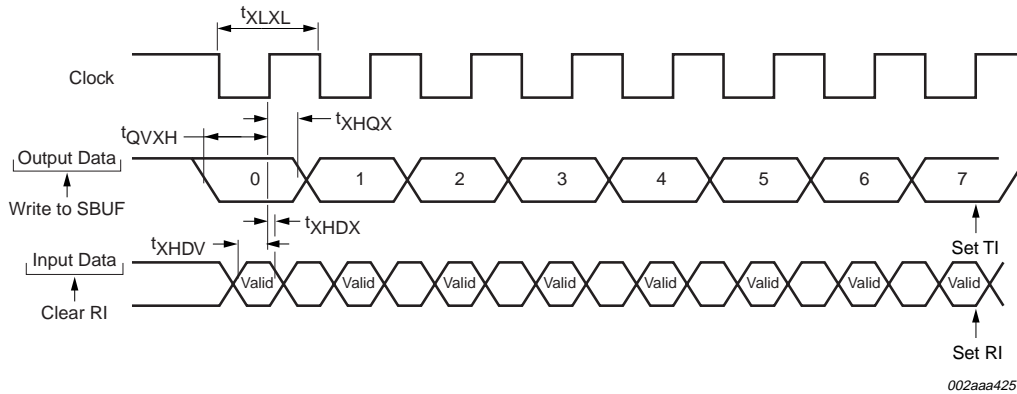 tXLXL
Clock
tXHQX
tQVXH
Output Data
0 1 2 3 4 5 6 7
Write to SBUF
tXHDX
Set TI
tXHDV
Input Data
Valid Valid Valid Valid Valid Valid Valid Valid
Clear RI
Set RI
002aaa425